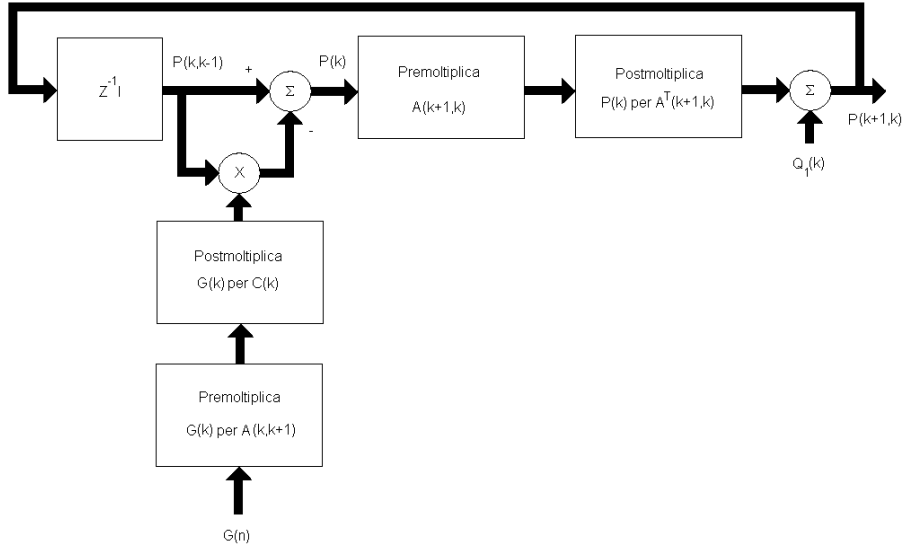 P(k,k-1)
+
P(k)
Z⁻¹I
Σ
-
Premoltiplica
A(k+1,k)
Postmoltiplica
P(k) per Aᵀ(k+1,k)
Σ
P(k+1,k)
Q₁(k)
X
Postmoltiplica
G(k) per C(k)
Premoltiplica
G(k) per A(k,k+1)
G(n)